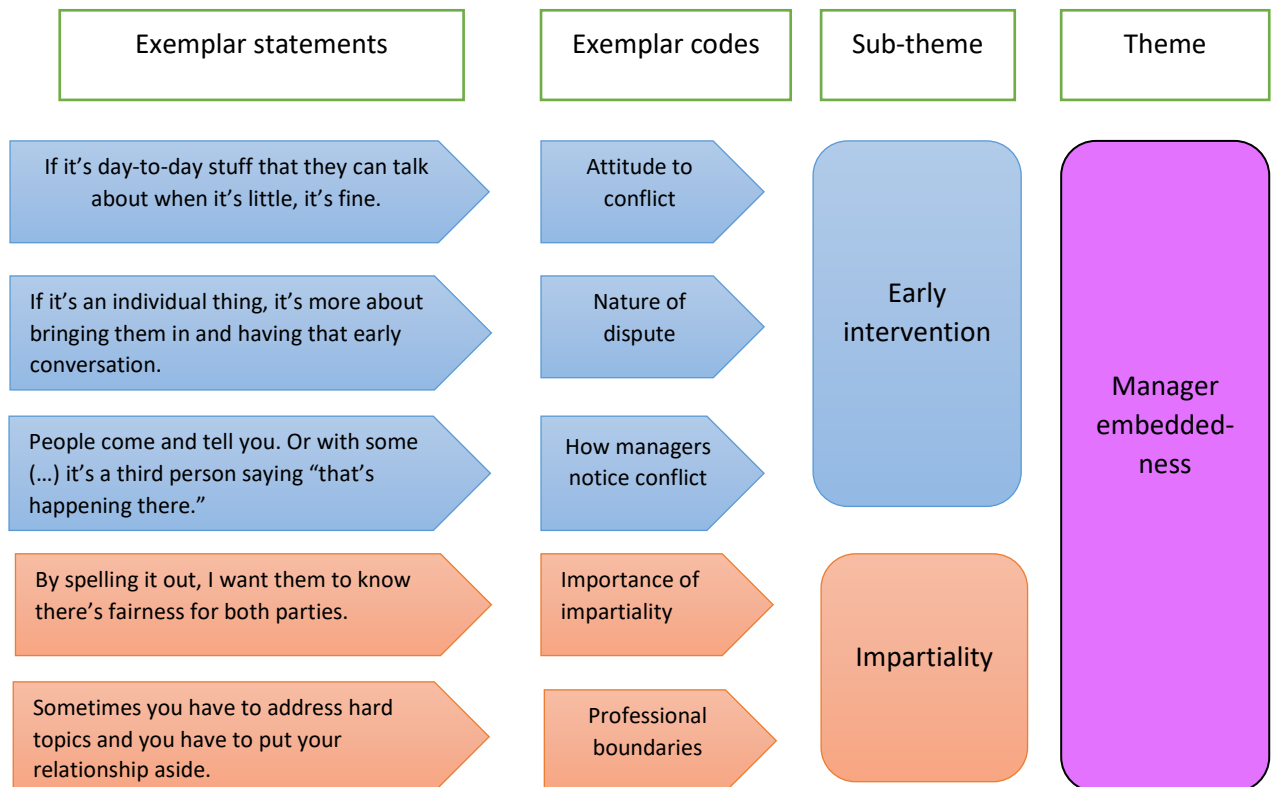 Exemplar statements
Exemplar codes
Sub-theme
Theme
If it’s day-to-day stuff that they can talk
about when it’s little, it’s fine.
Attitude to
conflict
If it’s an individual thing, it’s more about
bringing them in and having that early
conversation.
Nature of
dispute
People come and tell you. Or with some
(…) it’s a third person saying “that’s
happening there.”
How managers
notice conflict
Early
intervention
By spelling it out, I want them to know
there’s fairness for both parties.
Importance of
impartiality
Sometimes you have to address hard
topics and you have to put your
relationship aside.
Professional
boundaries
Impartiality
Manager
embedded-
ness